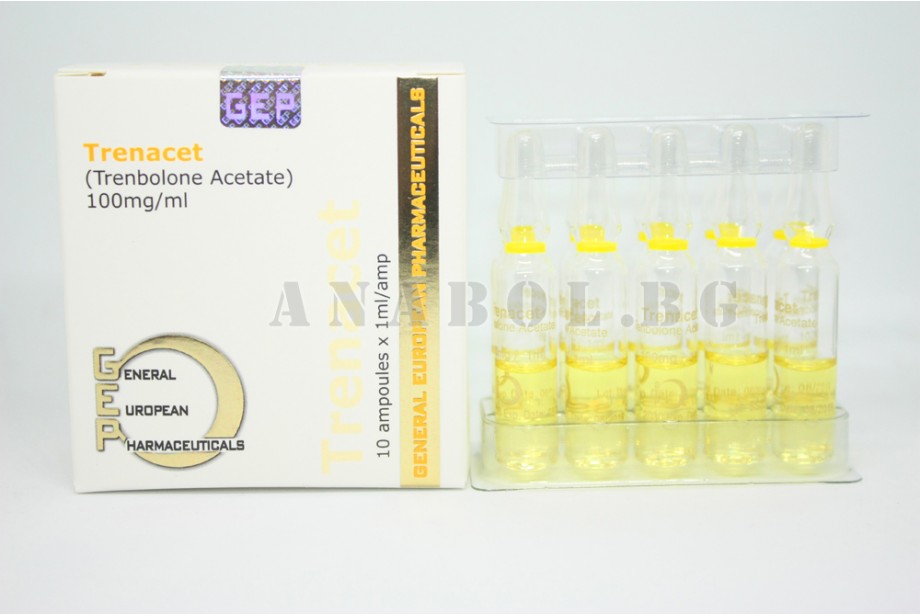 GEP
Trenacet
(Trenbolone Acetate)
100mg/ml
GENERAL
EUROPEAN
PHARMACEUTICALS
Trenacet
10 ampoules x 1ml/amp
GENERAL EUROPEAN PHARMACEUTICALS
ANABOL.BG
Trenacet